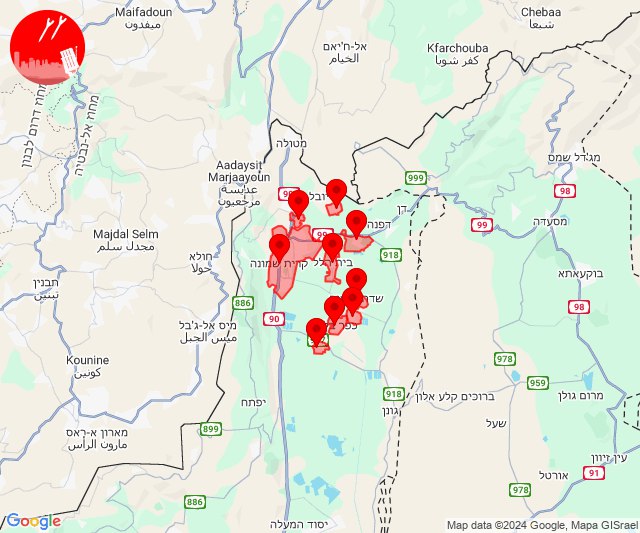 Maifadoun
ميفدون
Chebaa
شبعا
אל-ח'יאם
الخيام
Kfarchouba
كفر شوبا
מחוז דרום לבנון
מחוז אל-נבטיה
מטולה
Aadaysit
Marjaayoun
عديسة
مرجعيون
מג'דל שמס
999
98
90
דן
99
דפנה
99
מסעדה
Majdal Selm
مجدل سلم
חולא
حولا
קרית שמונה
בית הלל
918
בוקעאתא
תבנין
تبنين
886
שדה
98
מיס אל-ג'בל
ميس الجبل
90
כפר
Kounine
كونين
978
959
יפתח
918
גונן
ברוכים קלע אלון
מרום גולן
מארון א-ראס
مارون الرأس
899
שעל
עין זיוון
91
886
978
אורטל
יסוד המעלה
Google
Map data ©2024 Google, Mapa GISrael